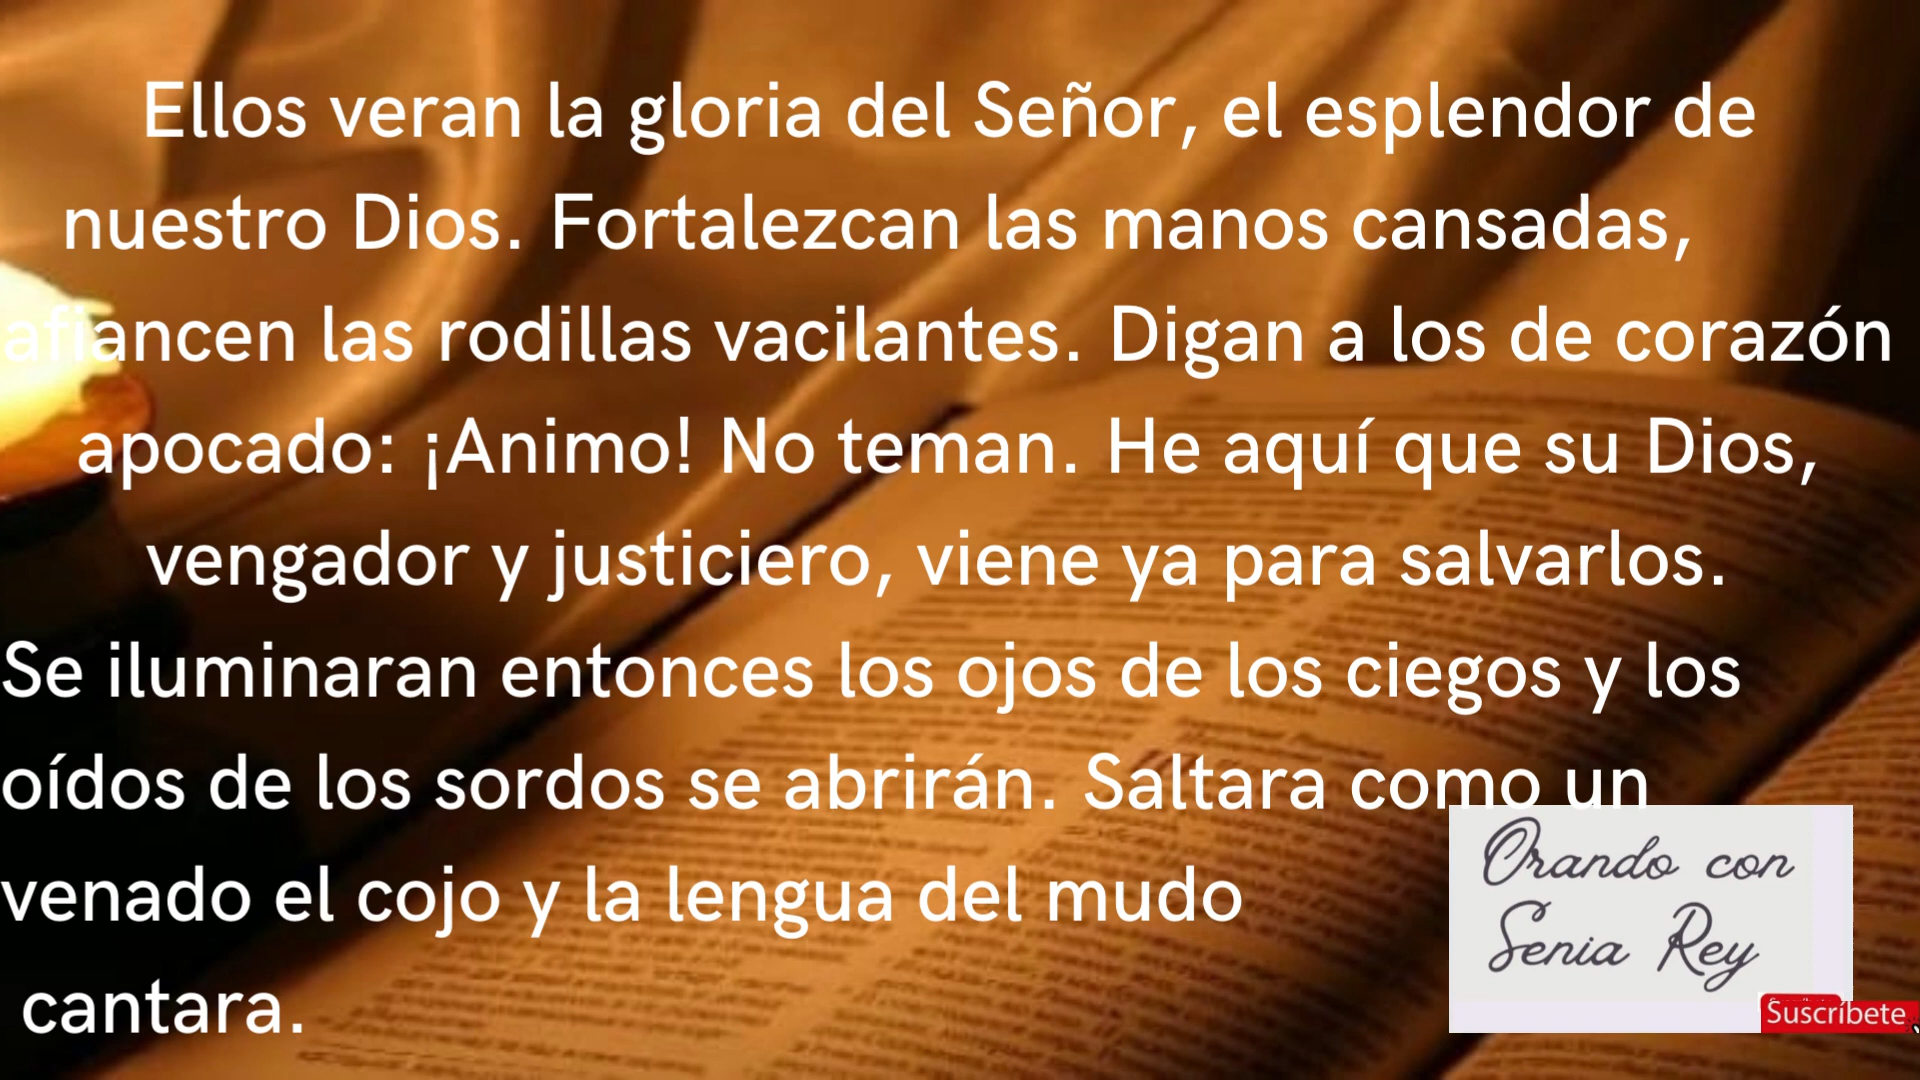 Ellos veran la gloria del Señor, el esplendor de
nuestro Dios. Fortalezcan las manos cansadas,
afiancen las rodillas vacilantes. Digan a los de corazón
apocado: ¡Animo! No teman. He aquí que su Dios,
vengador y justiciero, viene ya para salvarlos.
Se iluminaran entonces los ojos de los ciegos y los
oídos de los sordos se abrirán. Saltara como un
venado el cojo y la lengua del mudo
cantara.
Orando con
Senia Rey
Suscríbete